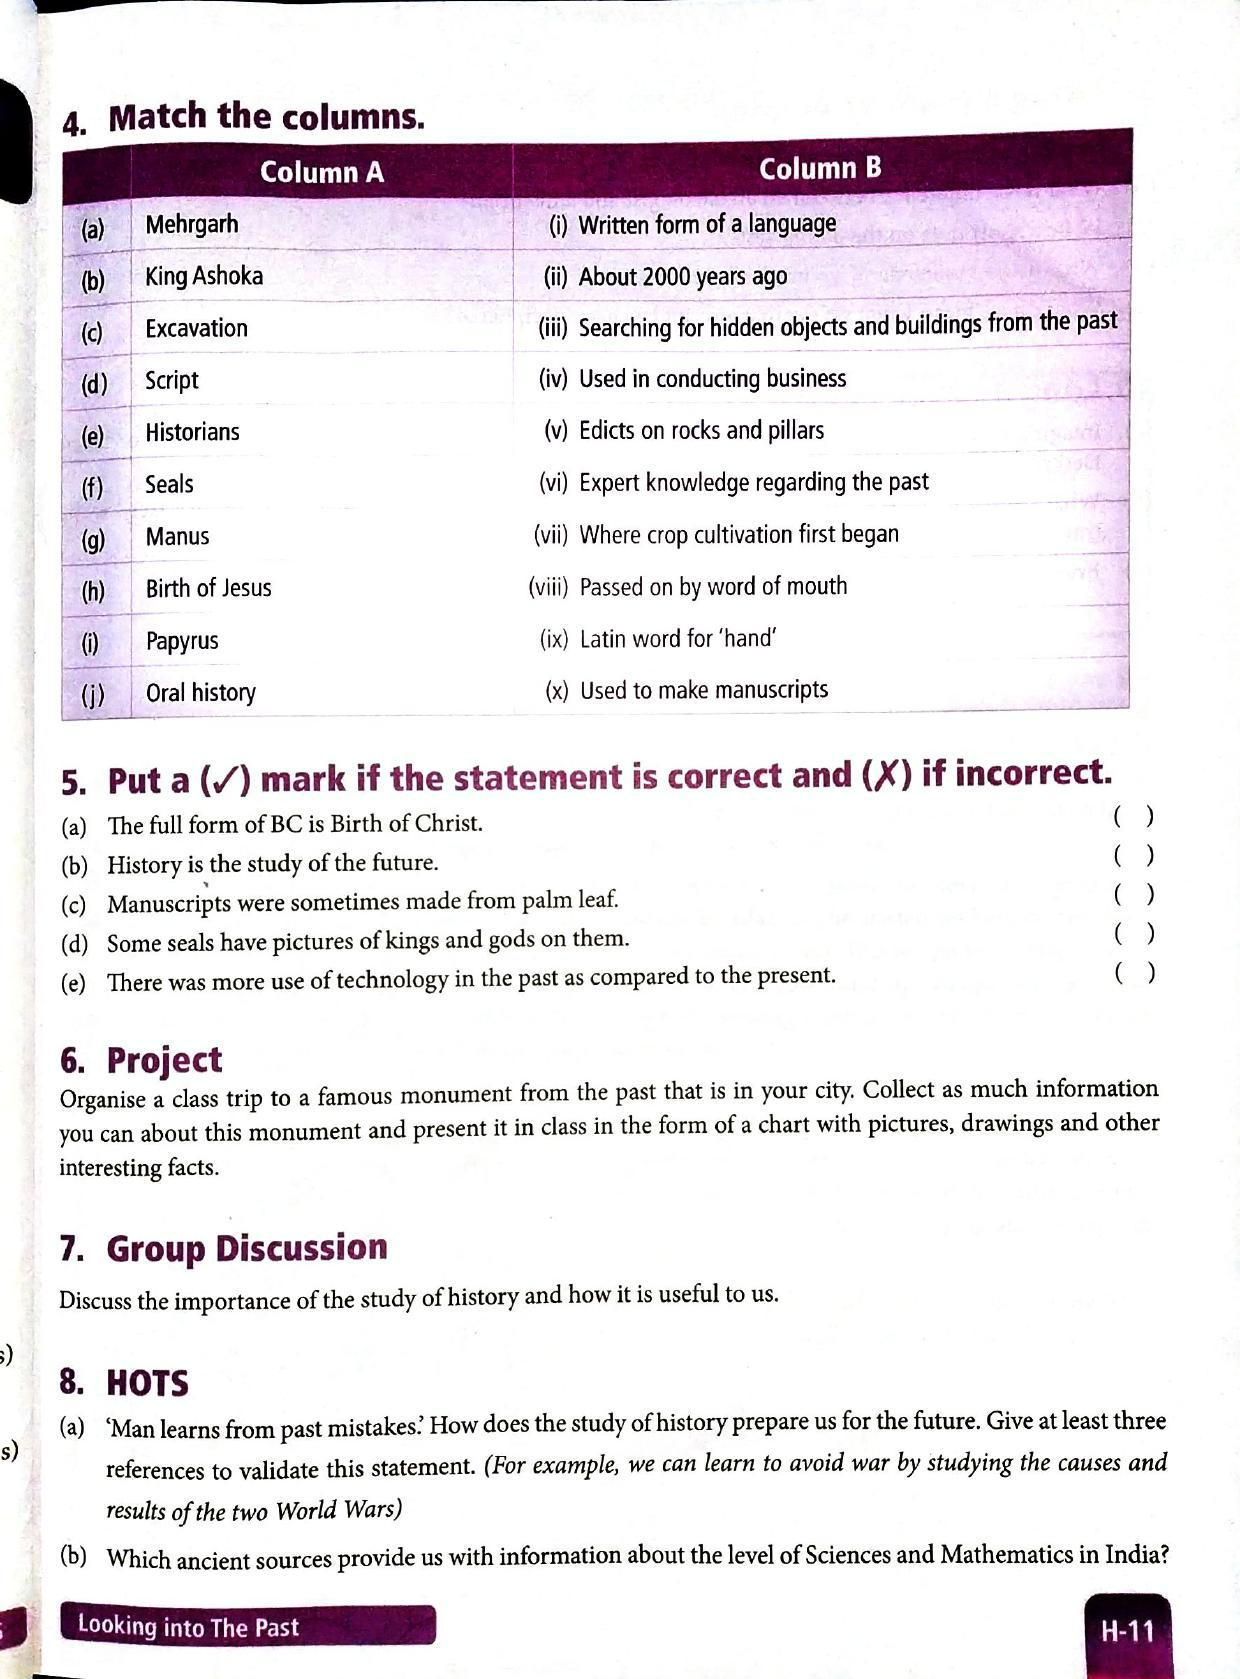 4. Match the columns.
Column A Column B
(a) Mehrgarh (i) Written form of a language
(b) King Ashoka (ii) About 2000 years ago
(c) Excavation (iii) Searching for hidden objects and buildings from the past
(d) Script (iv) Used in conducting business
(e) Historians (v) Edicts on rocks and pillars
(f) Seals (vi) Expert knowledge regarding the past
(g) Manus (vii) Where crop cultivation first began
(h) Birth of Jesus (viii) Passed on by word of mouth
(i) Papyrus (ix) Latin word for ‘hand’
(j) Oral history (x) Used to make manuscripts
5. Put a (✓) mark if the statement is correct and (✗) if incorrect.
(a) The full form of BC is Birth of Christ. ( )
(b) History is the study of the future. ( )
(c) Manuscripts were sometimes made from palm leaf. ( )
(d) Some seals have pictures of kings and gods on them. ( )
(e) There was more use of technology in the past as compared to the present. ( )
6. Project
Organise a class trip to a famous monument from the past that is in your city. Collect as much information
you can about this monument and present it in class in the form of a chart with pictures, drawings and other
interesting facts.
7. Group Discussion
Discuss the importance of the study of history and how it is useful to us.
s)
8. HOTS
(a) ‘Man learns from past mistakes.’ How does the study of history prepare us for the future. Give at least three
s)
references to validate this statement. (For example, we can learn to avoid war by studying the causes and
results of the two World Wars)
(b) Which ancient sources provide us with information about the level of Sciences and Mathematics in India?
Looking into The Past
H-11